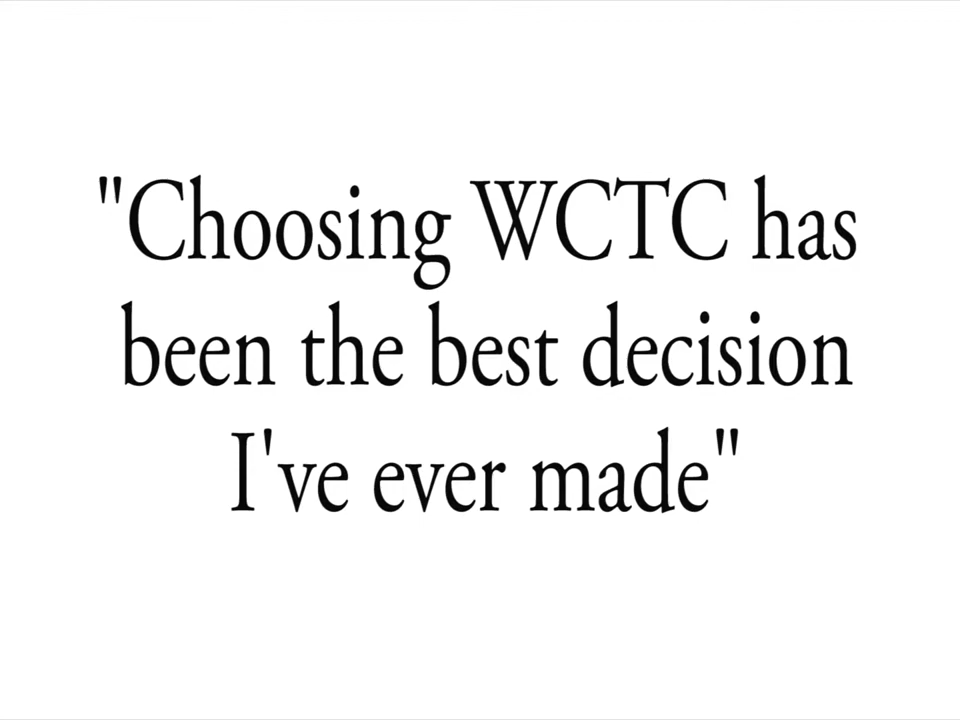 "Choosing WCTC has
been the best decision
I've ever made"